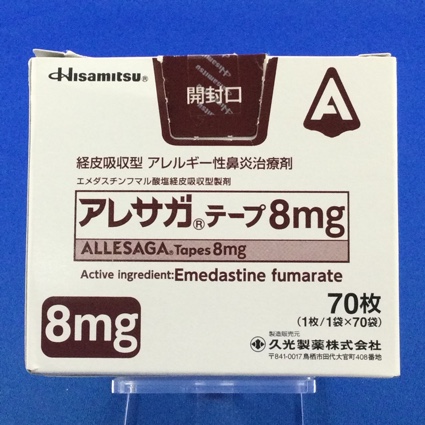 Hisamitsu®
開封口
A
経皮吸収型 アレルギー性鼻炎治療剤
エメダスチンフマル酸塩経皮吸収型製剤
アレサガ®テープ8mg
ALLESAGA® Tapes 8mg
Active ingredient: Emedastine fumarate
8mg
70枚
(1枚/1袋×70袋)
製造販売元
久光製薬株式会社
〒841-0017 鳥栖市田代大官町408番地